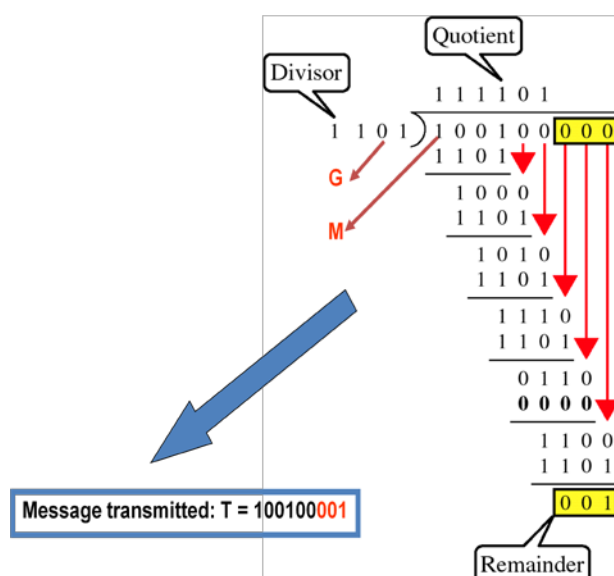 Quotient
Divisor
1 1 1 1 0 1
1 1 0 1 ) 1 0 0 1 0 0 0 0 0
1 1 0 1
G
1 0 0 0
1 1 0 1
M
1 0 1 0
1 1 0 1
1 1 1 0
1 1 0 1
0 1 1 0
0 0 0 0
1 1 0 0
1 1 0 1
Message transmitted: T = 100100001
0 0 1
Remainder